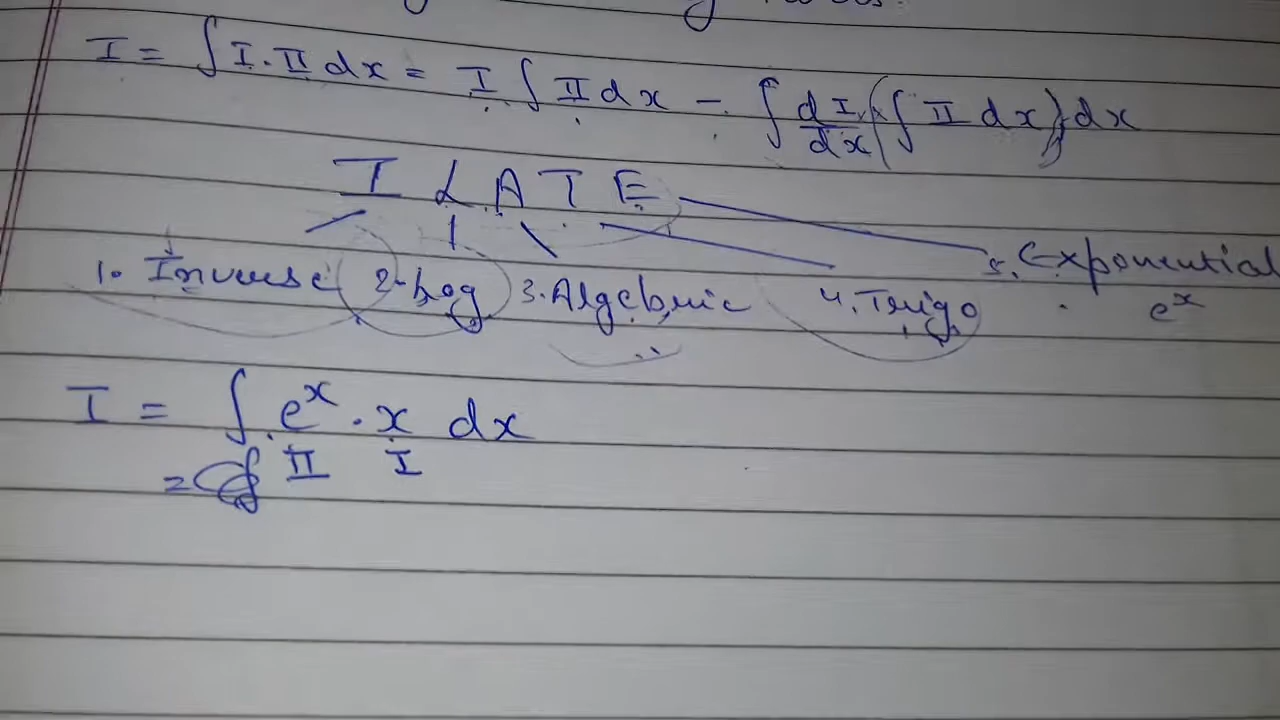 I = ∫ I . II dx = I ∫ II dx - ∫ dI/dx (∫ II dx) dx
I L A T E
1. Inverse 2. Log 3. Algebric 4. Trigo 5. Exponential
e^x
I = ∫ e^x . x dx
= ∫ II I